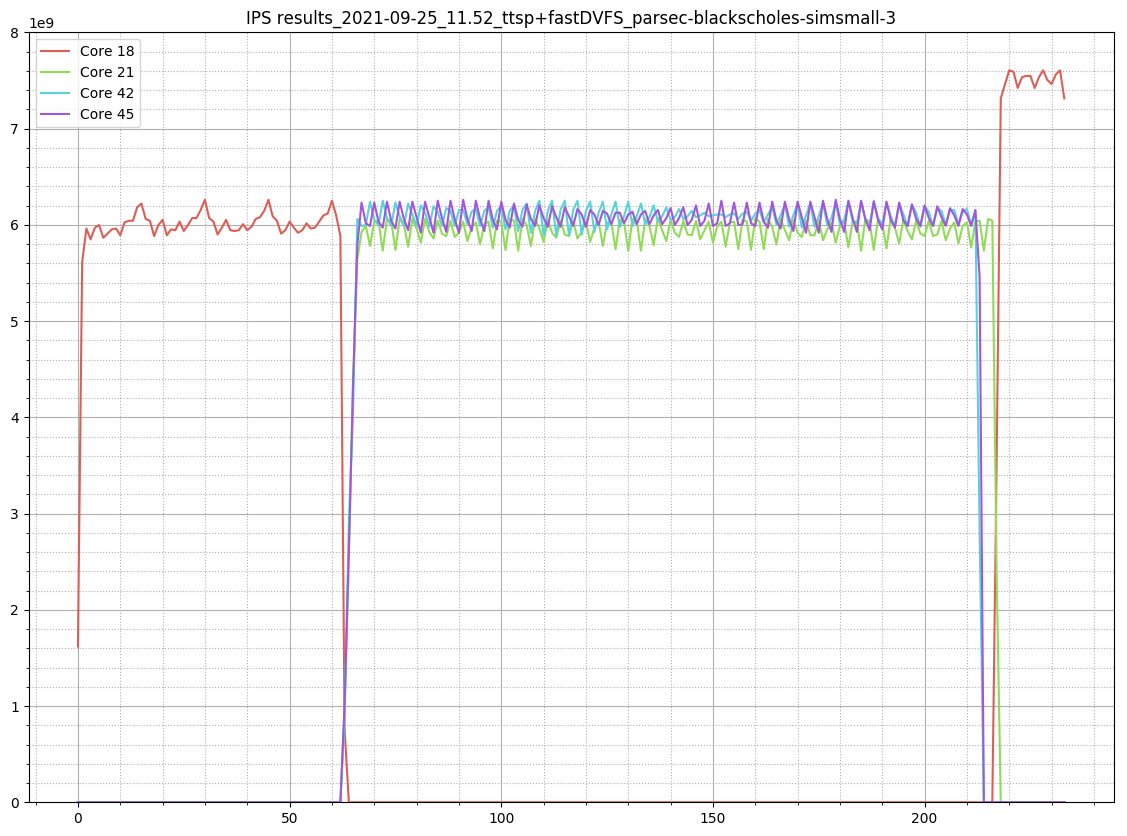 IPS results_2021-09-25_11.52_ttsp+fastDVFS_parsec-blackscholes-simsmall-3
1e9
8
7
6
5
4
3
2
1
0
Core 18
Core 21
Core 42
Core 45
0
50
100
150
200